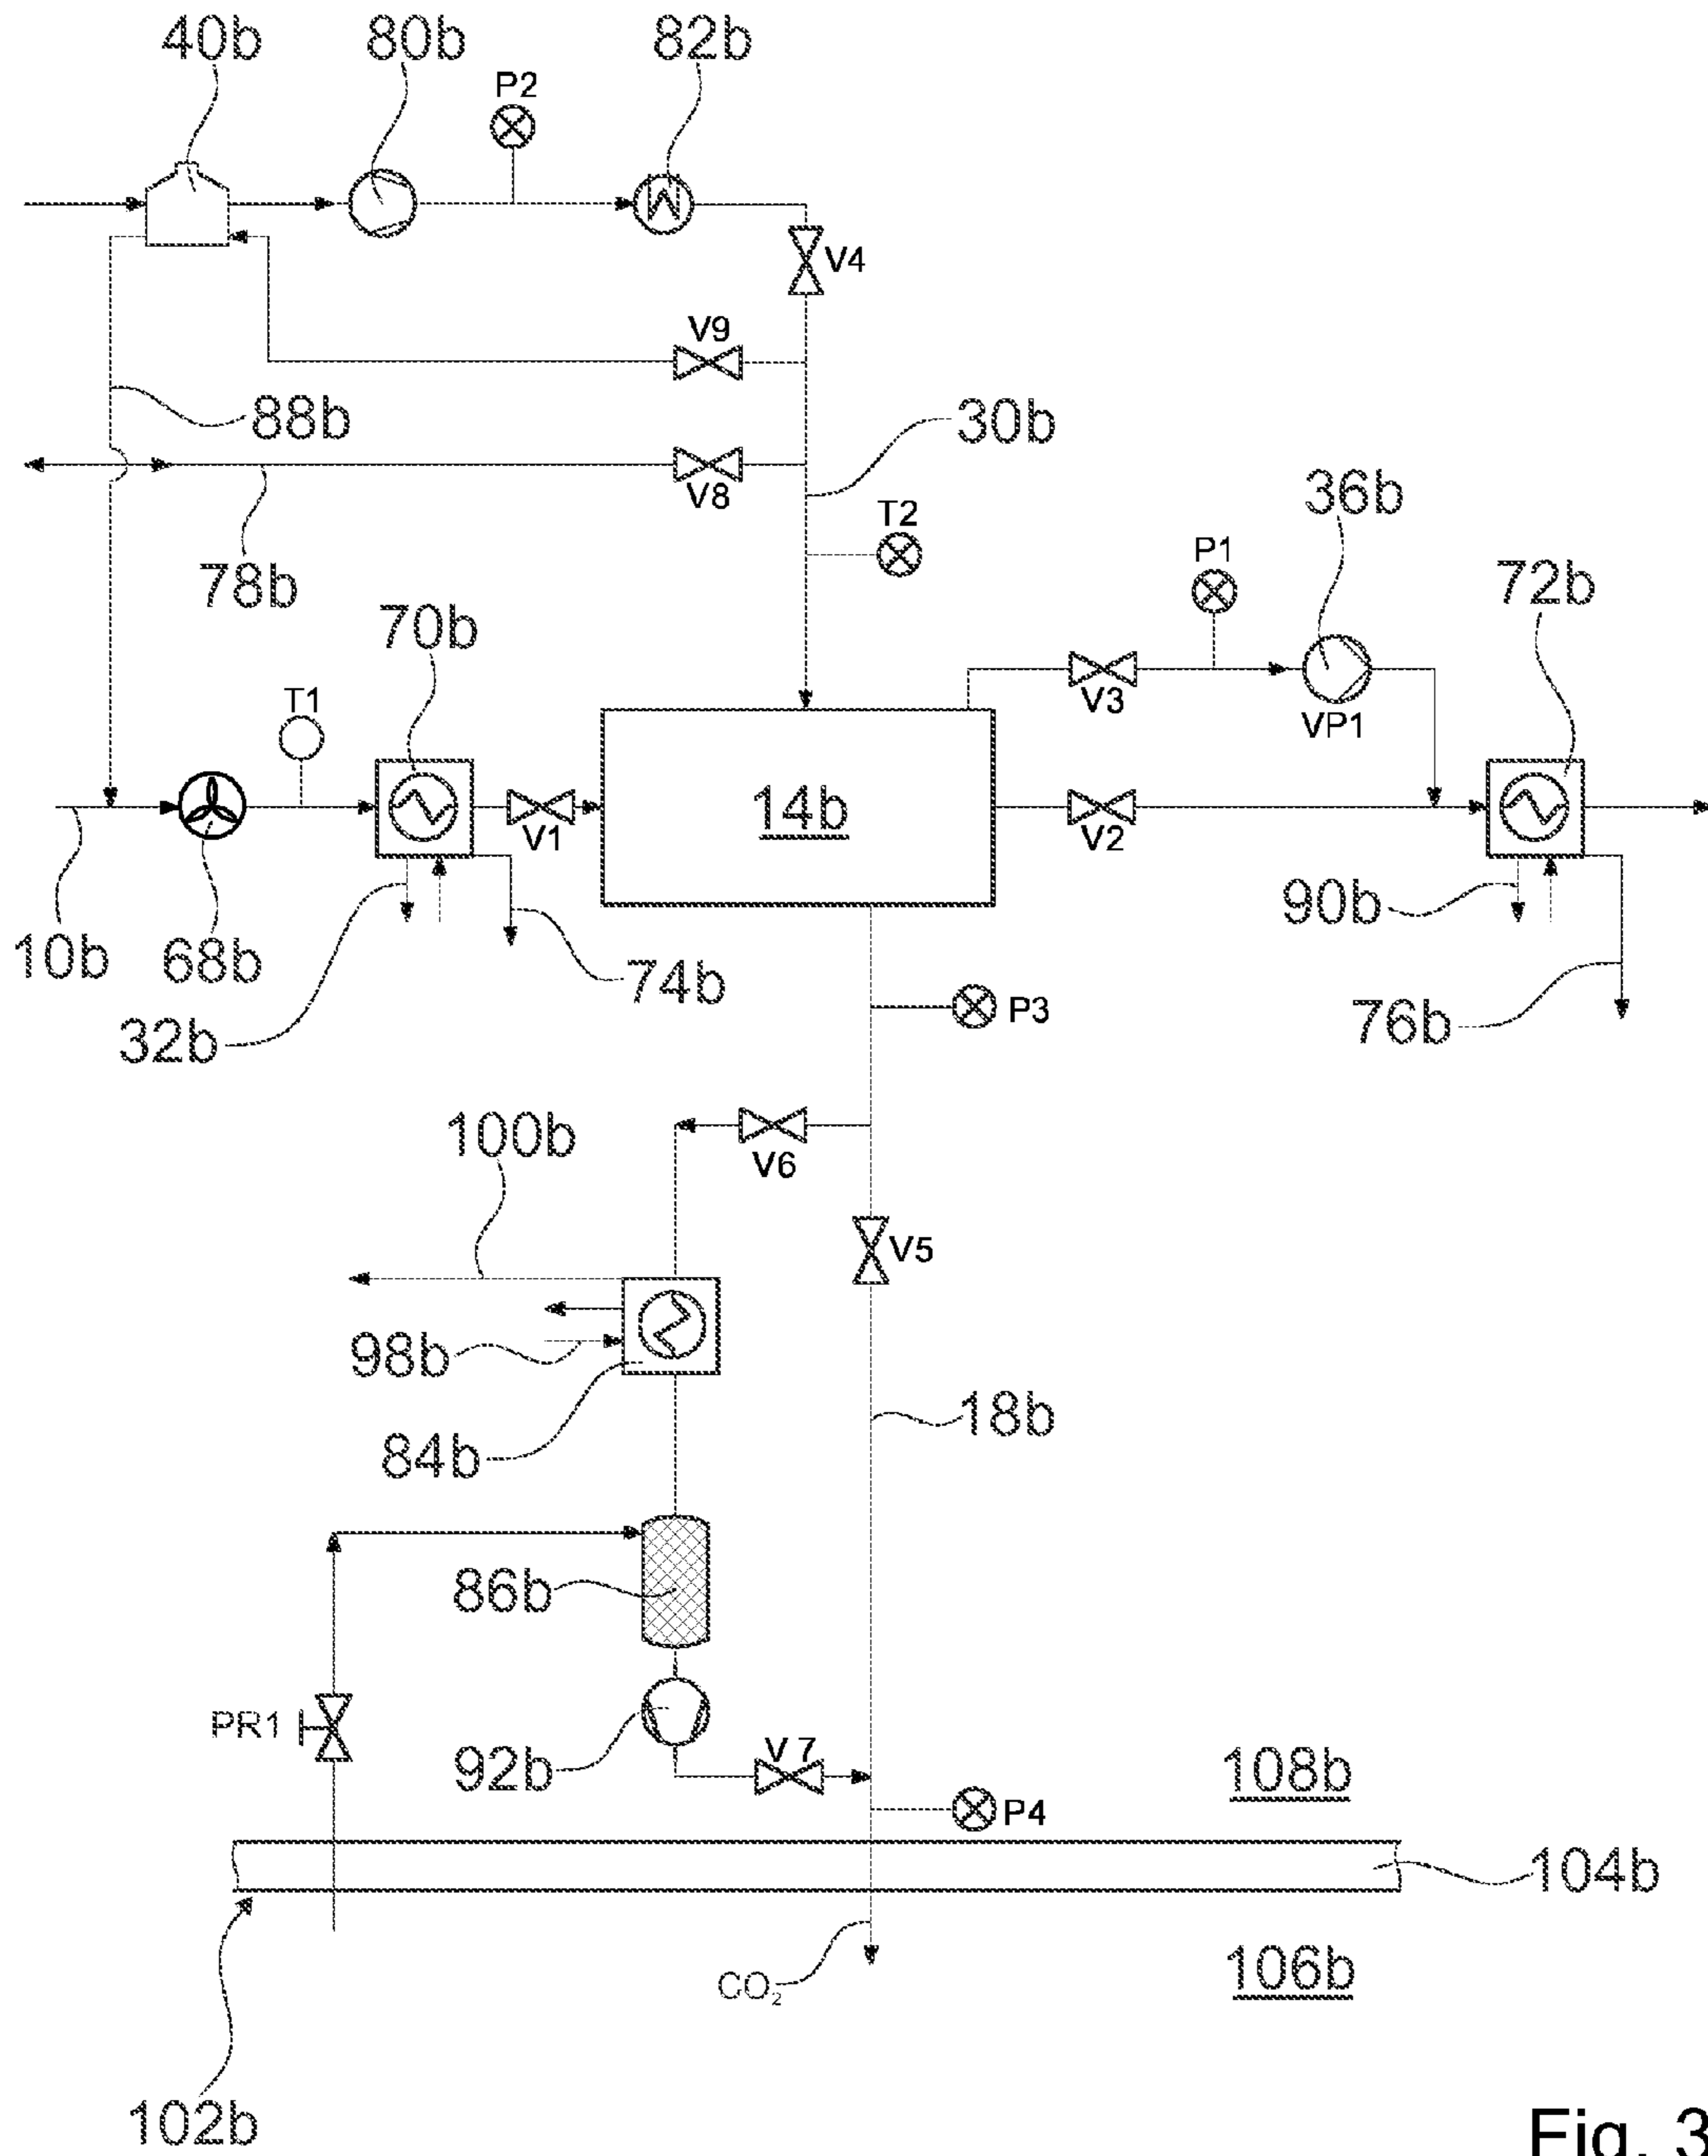 40b
80b
82b
P2
V4
V9
88b
30b
V8
T2
78b
36b
P1
72b
70b
T1
V3
VP1
14b
V1
V2
10b
68b
32b
74b
90b
76b
P3
100b
V6
V5
98b
84b
18b
86b
PR1
92b
V 7
108b
P4
104b
CO₂
106b
102b
Fig. 3